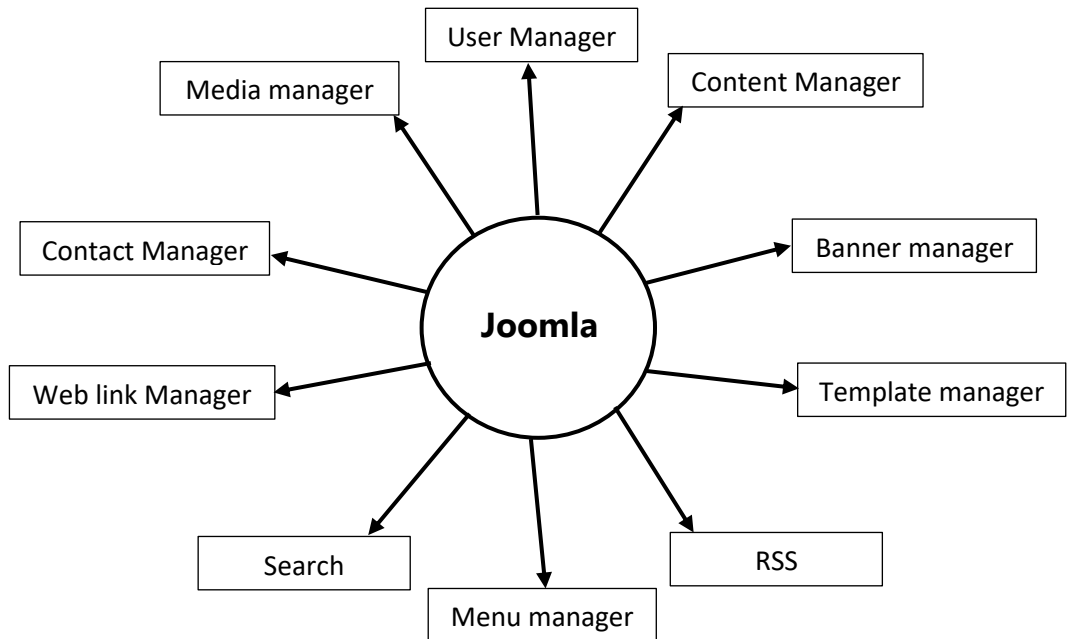 User Manager
Media manager
Content Manager
Contact Manager
Banner manager
Joomla
Web link Manager
Template manager
Search
RSS
Menu manager